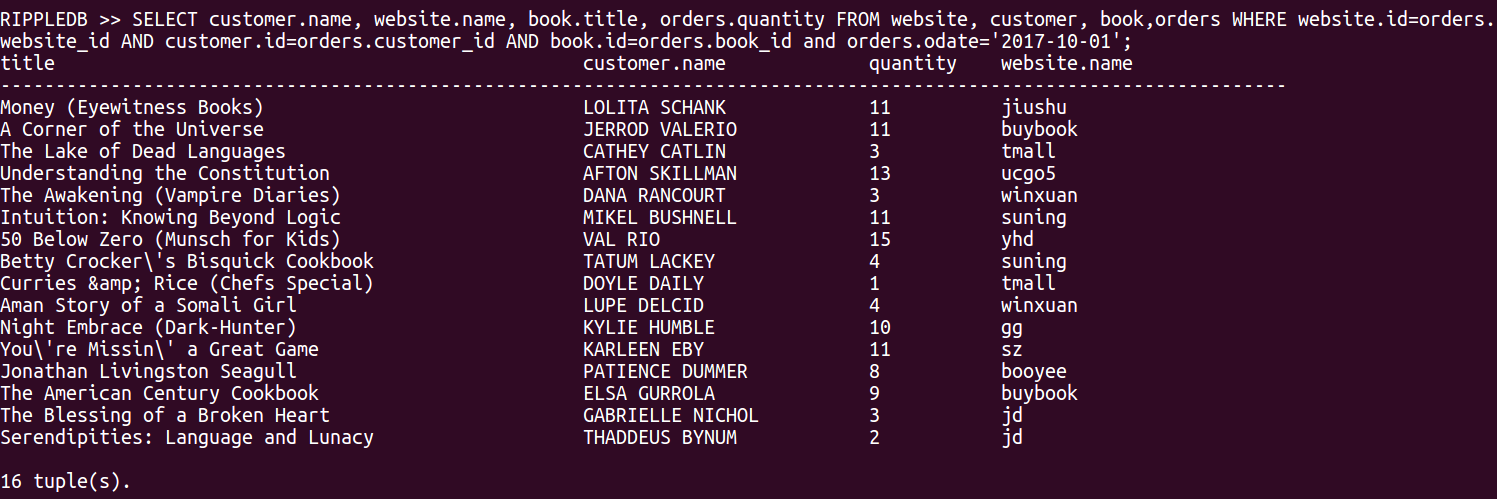 RIPPLEDB >> SELECT customer.name, website.name, book.title, orders.quantity FROM website, customer, book,orders WHERE website.id=orders.
website_id AND customer.id=orders.customer_id AND book.id=orders.book_id and orders.odate='2017-10-01';
title customer.name quantity website.name
---------------------------------------------------------------------------------------------------------------------
Money (Eyewitness Books) LOLITA SCHANK 11 jiushu
A Corner of the Universe JERROD VALERIO 11 buybook
The Lake of Dead Languages CATHEY CATLIN 3 tmall
Understanding the Constitution AFTON SKILLMAN 13 ucgo5
The Awakening (Vampire Diaries) DANA RANCOURT 3 winxuan
Intuition: Knowing Beyond Logic MIKEL BUSHNELL 11 suning
50 Below Zero (Munsch for Kids) VAL RIO 15 yhd
Betty Crocker\'s Bisquick Cookbook TATUM LACKEY 4 suning
Curries &amp; Rice (Chefs Special) DOYLE DAILY 1 tmall
Aman Story of a Somali Girl LUPE DELCID 4 winxuan
Night Embrace (Dark-Hunter) KYLIE HUMBLE 10 gg
You\'re Missin\' a Great Game KARLEEN EBY 11 sz
Jonathan Livingston Seagull PATIENCE DUMMER 8 booyee
The American Century Cookbook ELSA GURROLA 9 buybook
The Blessing of a Broken Heart GABRIELLE NICHOL 3 jd
Serendipities: Language and Lunacy THADDEUS BYNUM 2 jd
16 tuple(s).